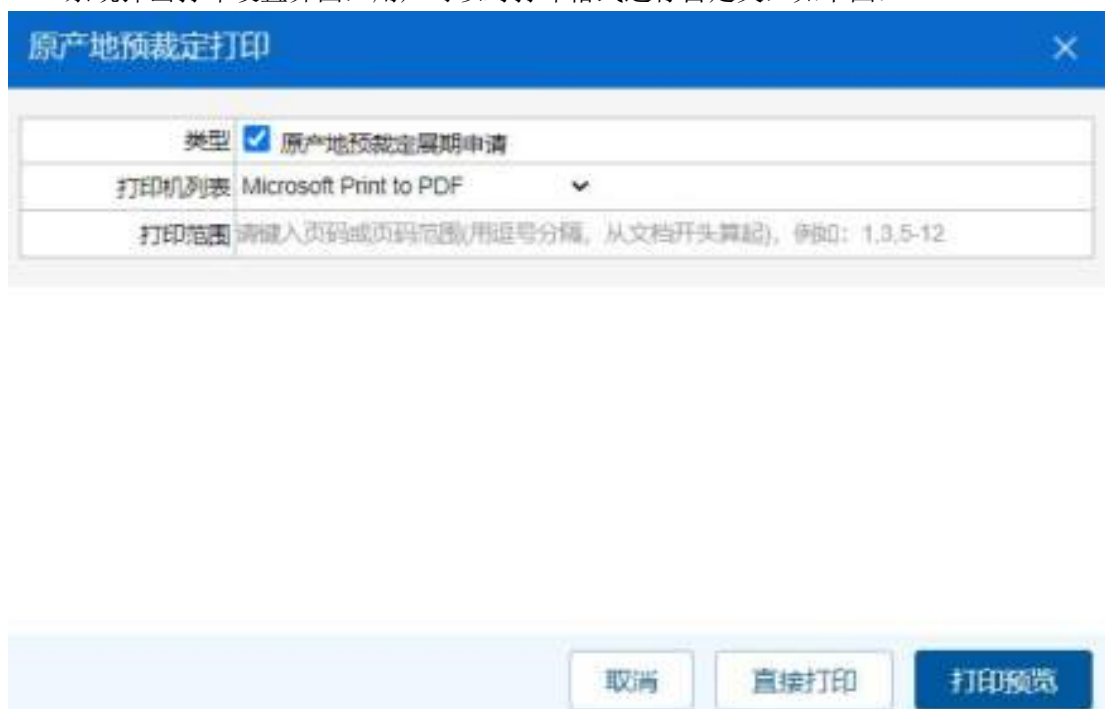 原产地预裁定打印
类型 原产地预裁定展期申请
打印机列表 Microsoft Print to PDF
打印范围 请键入页码或页码范围(用逗号分隔，从文档开头算起)，例如：1,3,5-12
取消 直接打印 打印预览